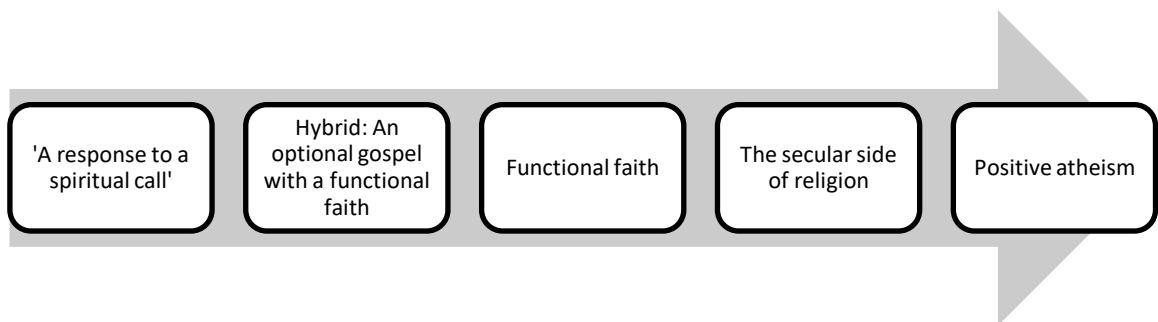 'A response to a
spiritual call'
Hybrid: An
optional gospel
with a functional
faith
Functional faith
The secular side
of religion
Positive atheism